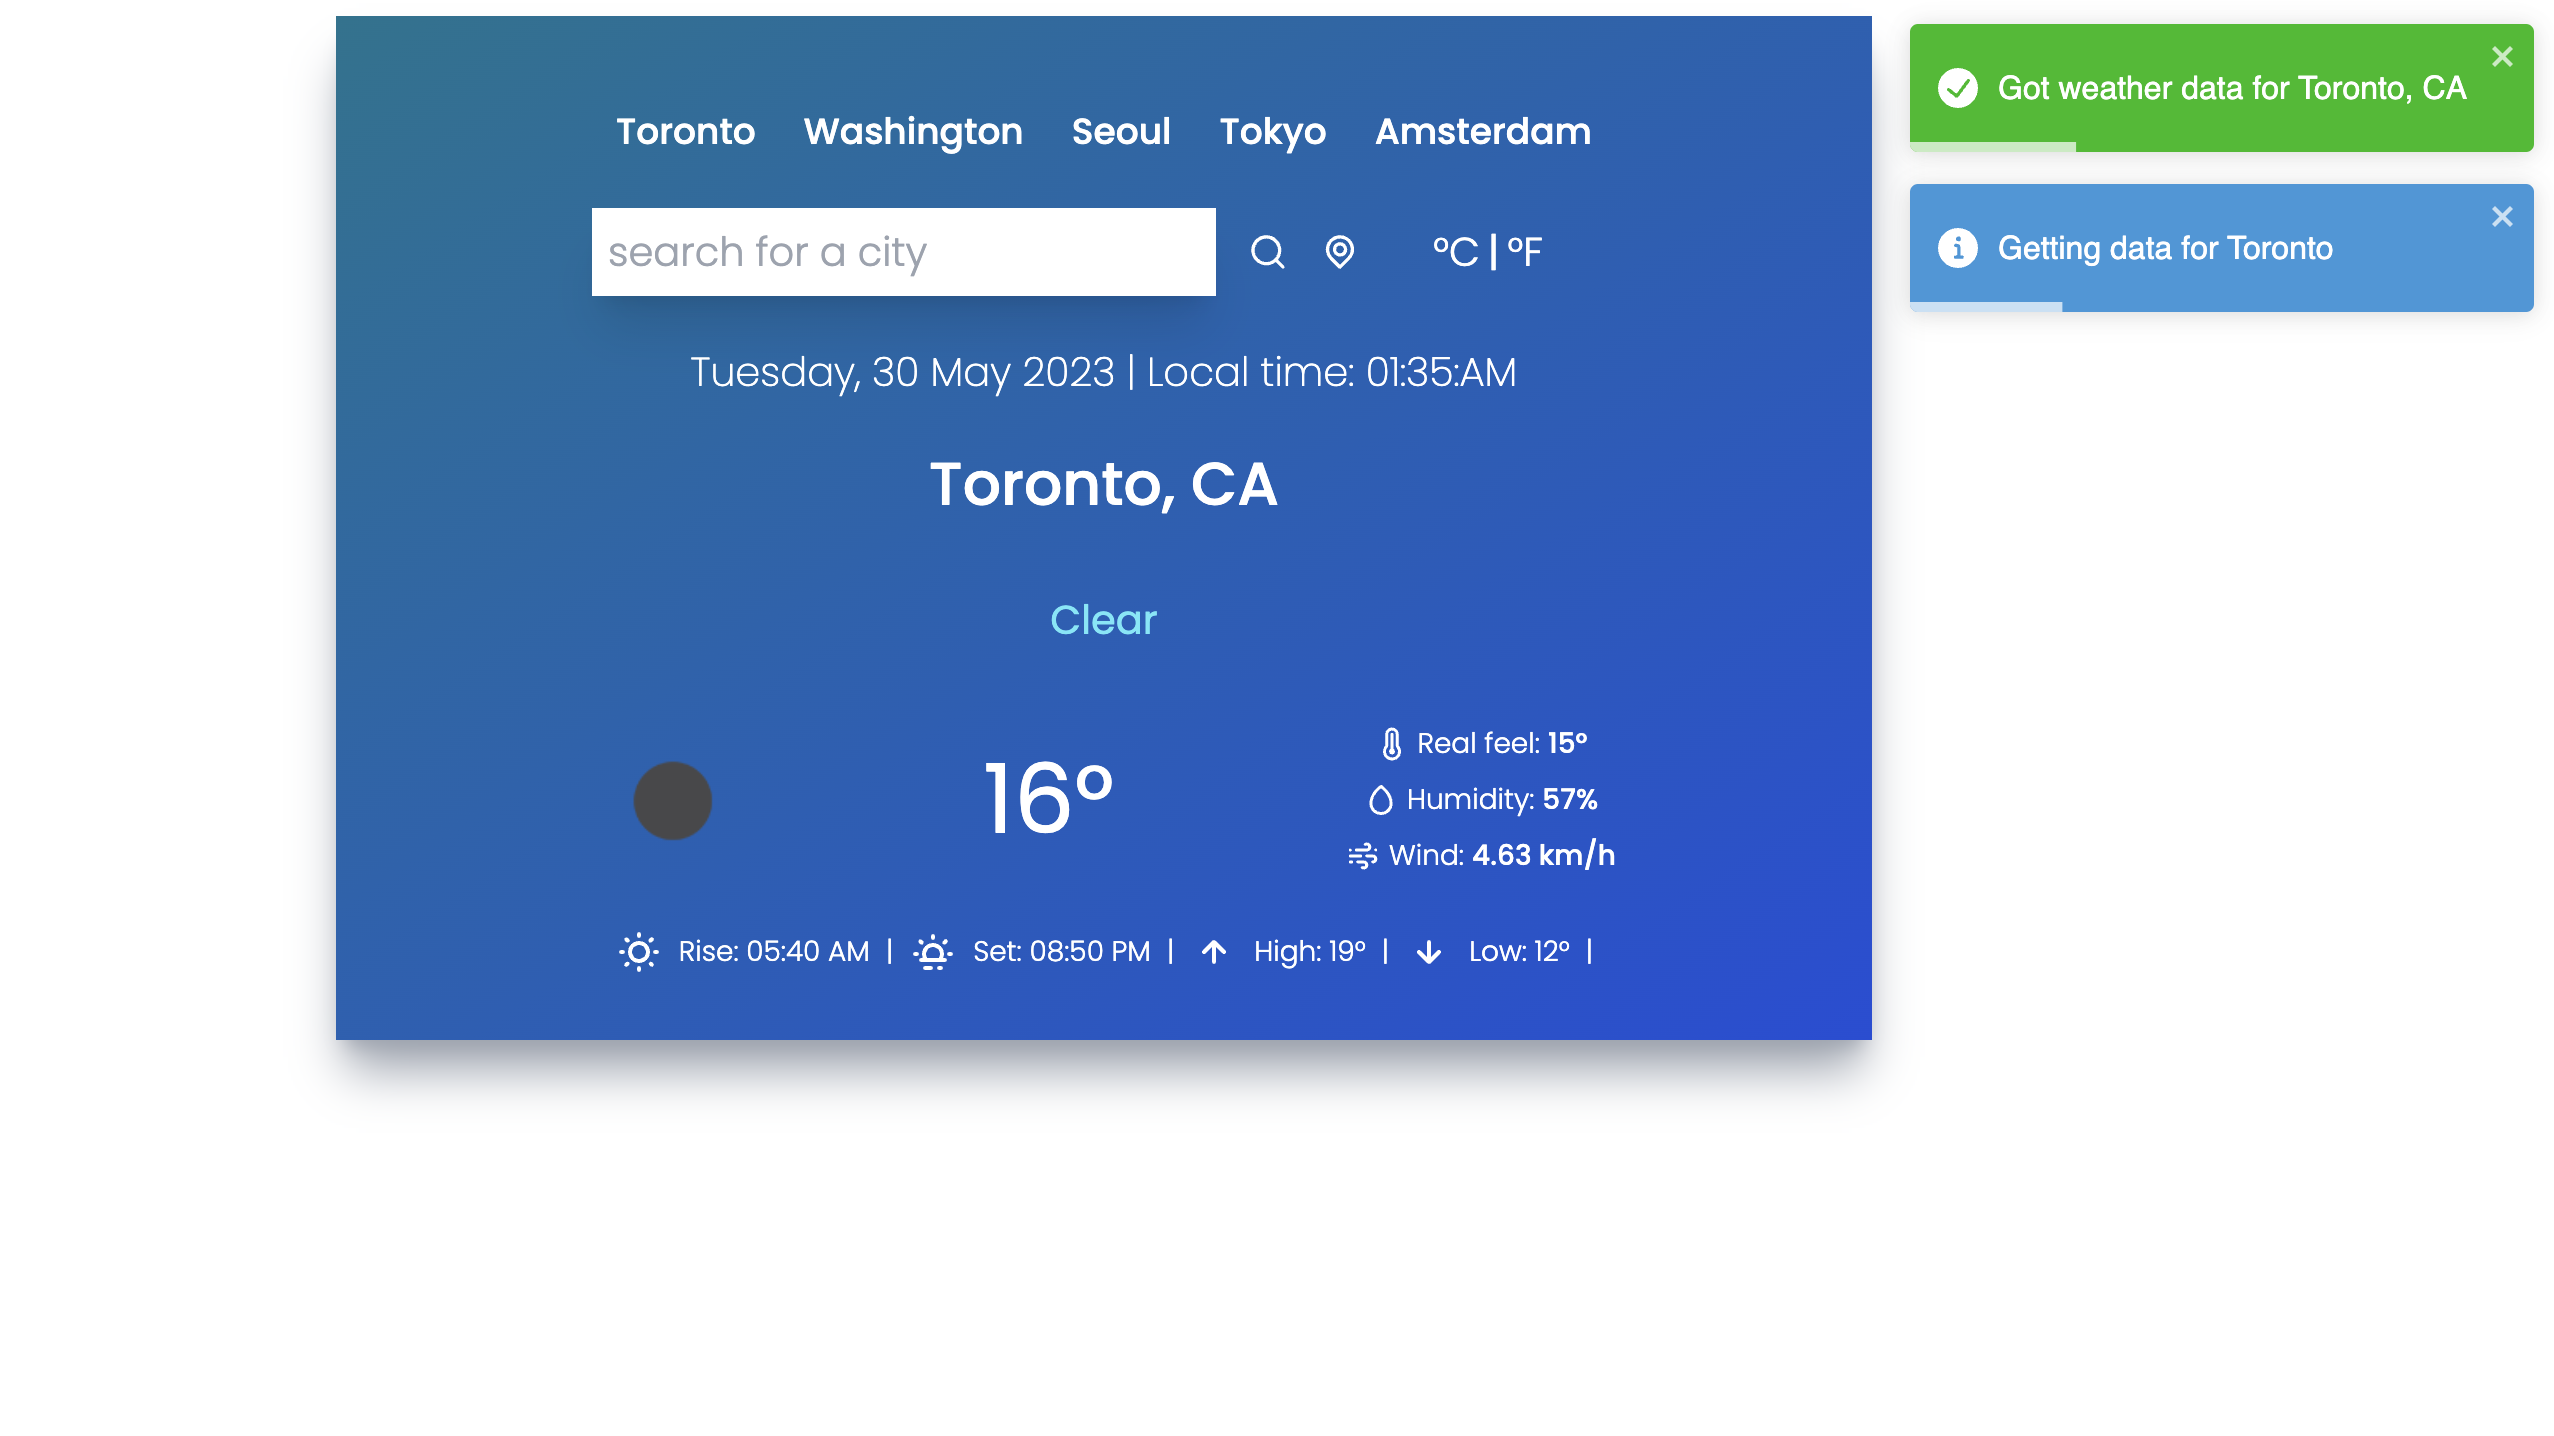 Toronto Washington Seoul Tokyo Amsterdam
search for a city
°C | °F
Tuesday, 30 May 2023 | Local time: 01:35:AM
Toronto, CA
Clear
16°
Real feel: 15°
Humidity: 57%
Wind: 4.63 km/h
Rise: 05:40 AM | Set: 08:50 PM | High: 19° | Low: 12° |
Got weather data for Toronto, CA
Getting data for Toronto